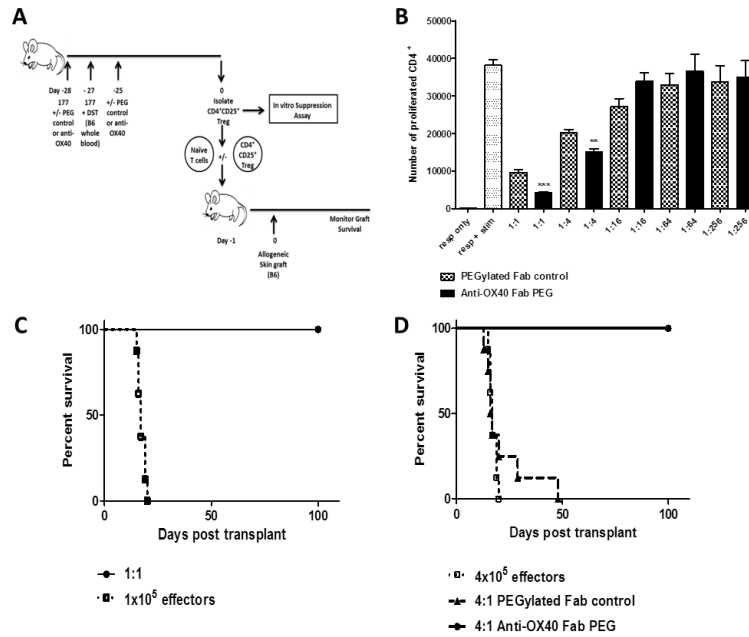 A
Day -28
177
+/- PEG
control
or anti-
OX40
- 27
177
+ DST
(B6
whole
blood)
-25
+/- PEG
control
or anti-
OX40
0
Isolate
CD4+CD25+
Treg
In vitro Suppression
Assay
Naïve
T cells
+/-
CD4+
CD25+
Treg
Day -1
0
Allogeneic
Skin graft
(B6)
Monitor Graft
Survival
B
Number of proliferated CD4 +
50000
40000
30000
20000
10000
0
***
**
resp only
resp + stim
1:1
1:1
1:4
1:4
1:16
1:16
1:64
1:64
1:256
1:256
PEGylated Fab control
Anti-OX40 Fab PEG
C
Percent survival
100
50
0
0
50
100
Days post transplant
1:1
1x10⁵ effectors
D
Percent survival
100
50
0
0
50
100
Days post transplant
4x10⁵ effectors
4:1 PEGylated Fab control
4:1 Anti-OX40 Fab PEG